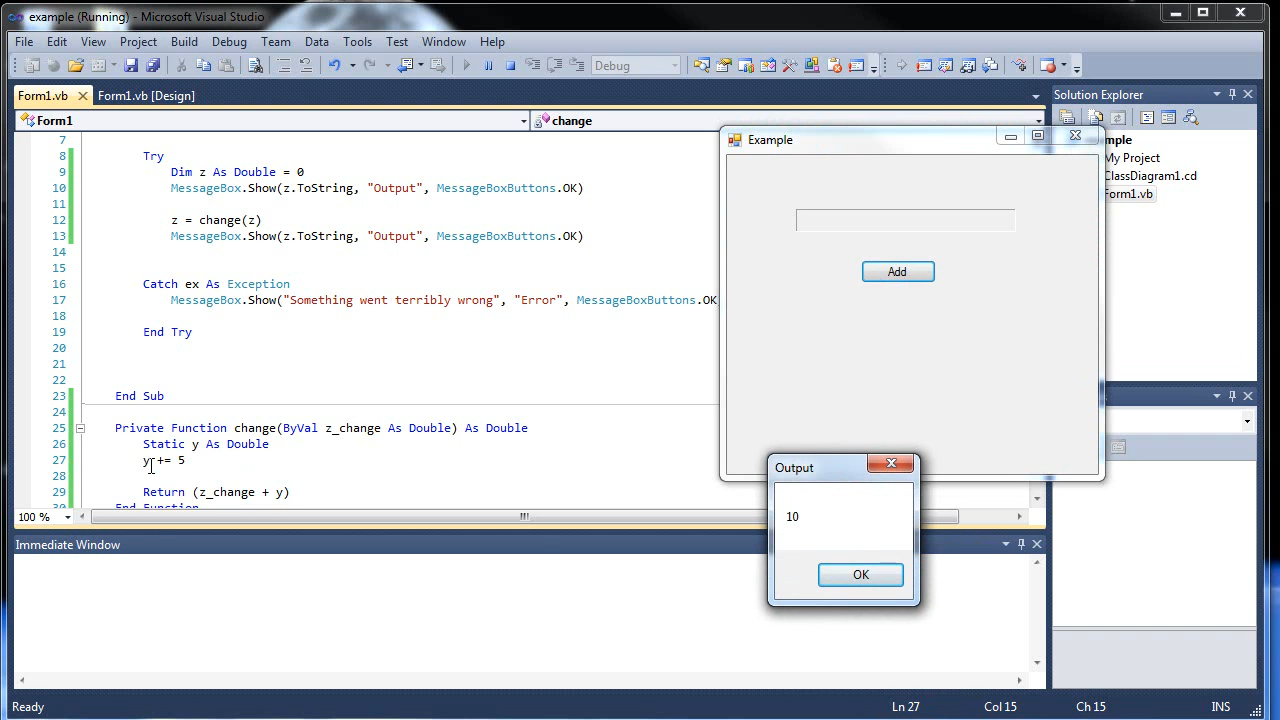 example (Running) - Microsoft Visual Studio
File Edit View Project Build Debug Team Data Tools Test Window Help
Debug
Form1.vb Form1.vb [Design]
Solution Explorer
Form1 change
7
8 Try
9 Dim z As Double = 0
10 MessageBox.Show(z.ToString, "Output", MessageBoxButtons.OK)
11
12 z = change(z)
13 MessageBox.Show(z.ToString, "Output", MessageBoxButtons.OK)
14
15
16 Catch ex As Exception
17 MessageBox.Show("Something went terribly wrong", "Error", MessageBoxButtons.OK
18
19 End Try
20
21
22
23 End Sub
24
25 Private Function change(ByVal z_change As Double) As Double
26 Static y As Double
27 y += 5
28
29 Return (z_change + y)
30 End Function
100 %
Example
Add
mple
My Project
ClassDiagram1.cd
Form1.vb
Output
10
OK
Immediate Window
Ready Ln 27 Col 15 Ch 15 INS